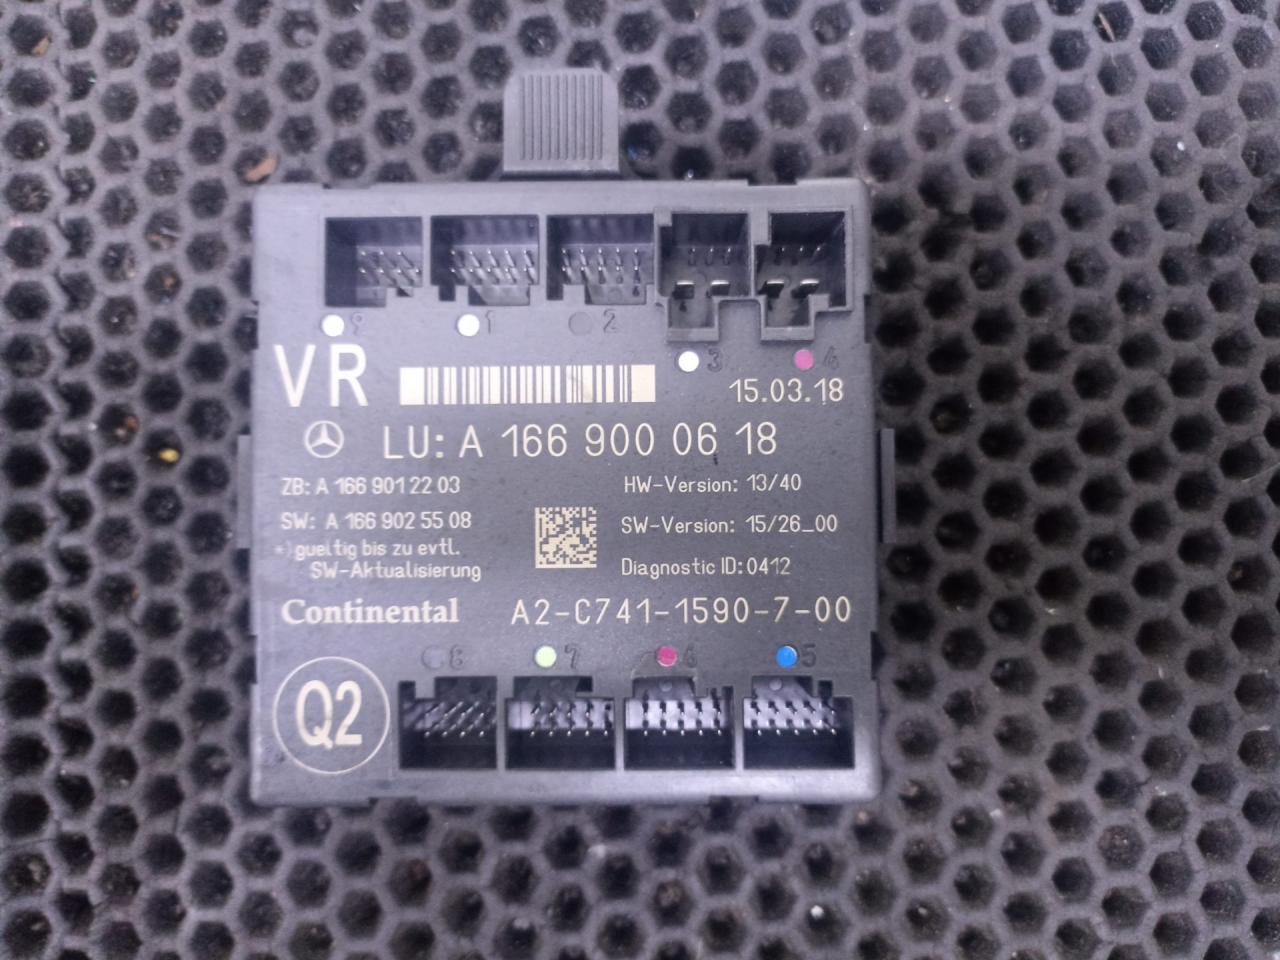 9 1 2
3 4
VR
15.03.18
LU: A 166 900 06 18
ZB: A 166 901 22 03
HW-Version: 13/40
SW: A 166 902 55 08
SW-Version: 15/26_00
*) gueltig bis zu evtl.
SW-Aktualisierung
Diagnostic ID:0412
Continental
A2-C741-1590-7-00
8 7 6 5
Q2